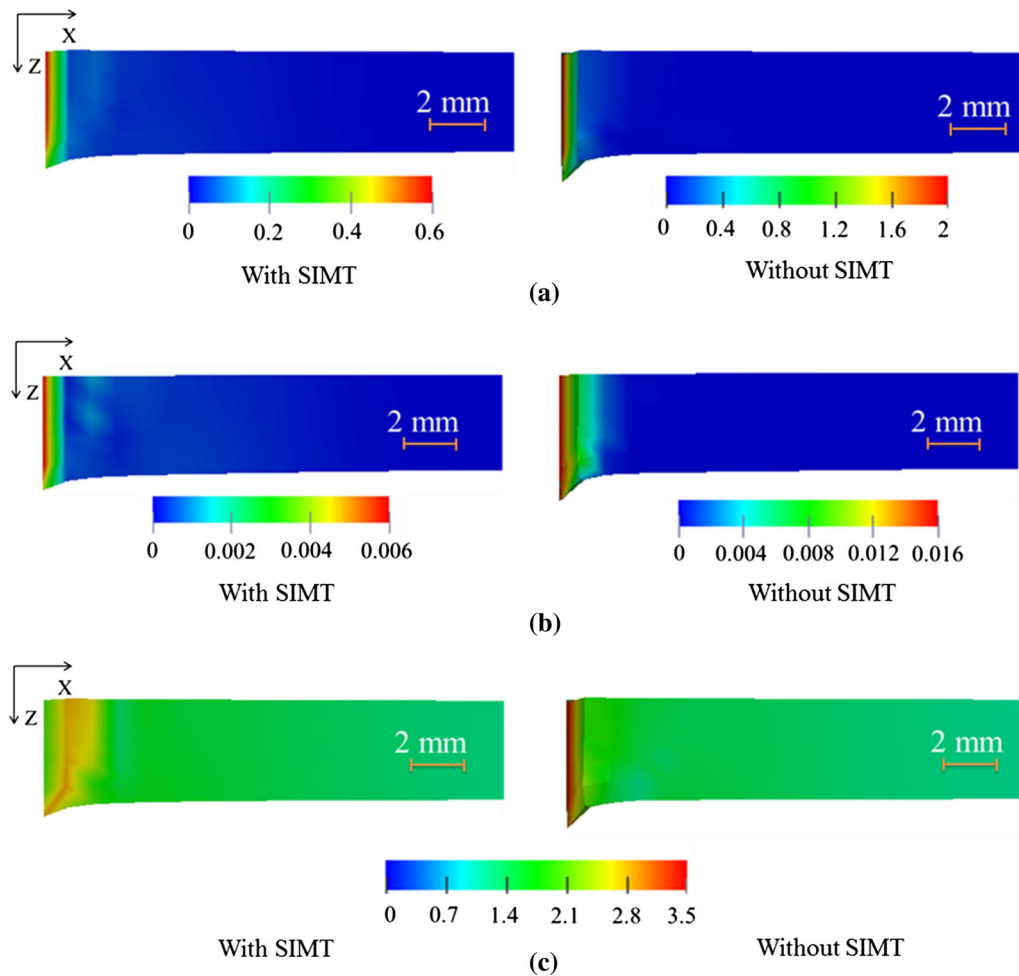 X
Z
2 mm
2 mm
0 0.2 0.4 0.6
0 0.4 0.8 1.2 1.6 2
With SIMT
Without SIMT
(a)
X
Z
2 mm
2 mm
0 0.002 0.004 0.006
0 0.004 0.008 0.012 0.016
With SIMT
Without SIMT
(b)
X
Z
2 mm
2 mm
0 0.7 1.4 2.1 2.8 3.5
With SIMT
Without SIMT
(c)